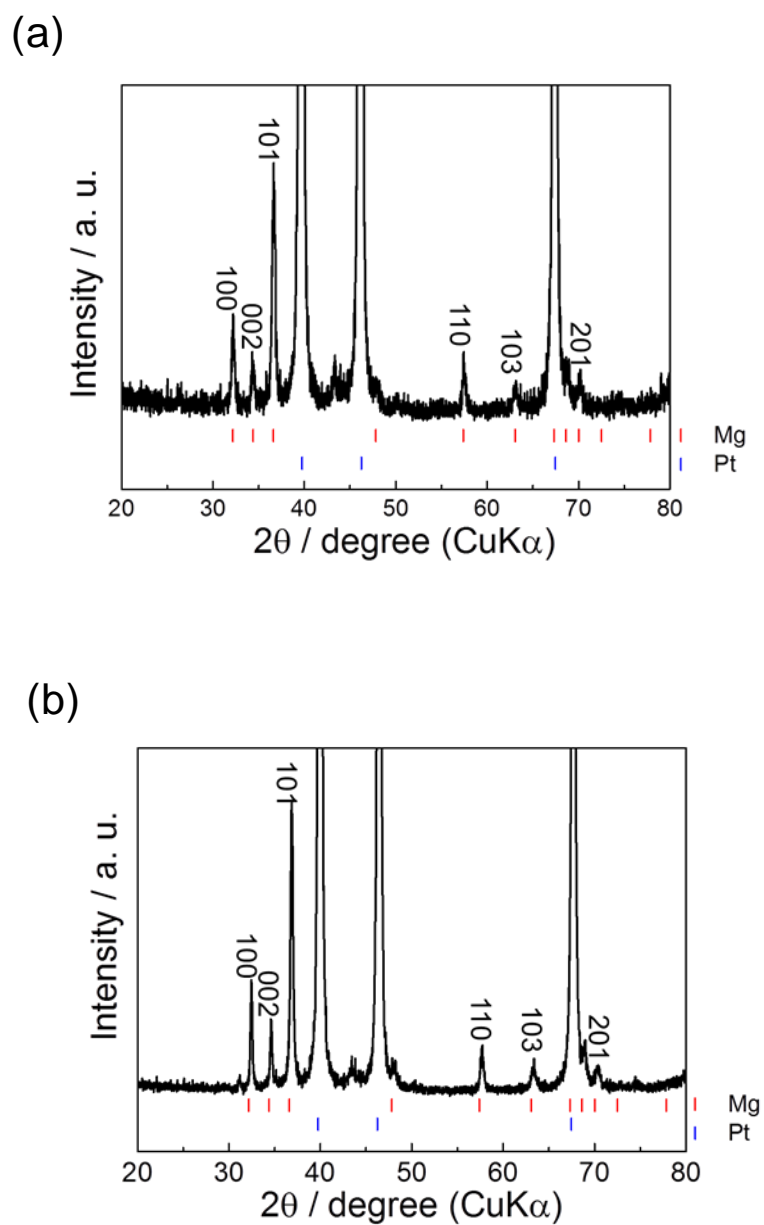 (a)
Intensity / a. u.
100
002
101
110
103
201
Mg
Pt
20 30 40 50 60 70 80
2θ / degree (CuKα)
(b)
Intensity / a. u.
100
002
101
110
103
201
Mg
Pt
20 30 40 50 60 70 80
2θ / degree (CuKα)